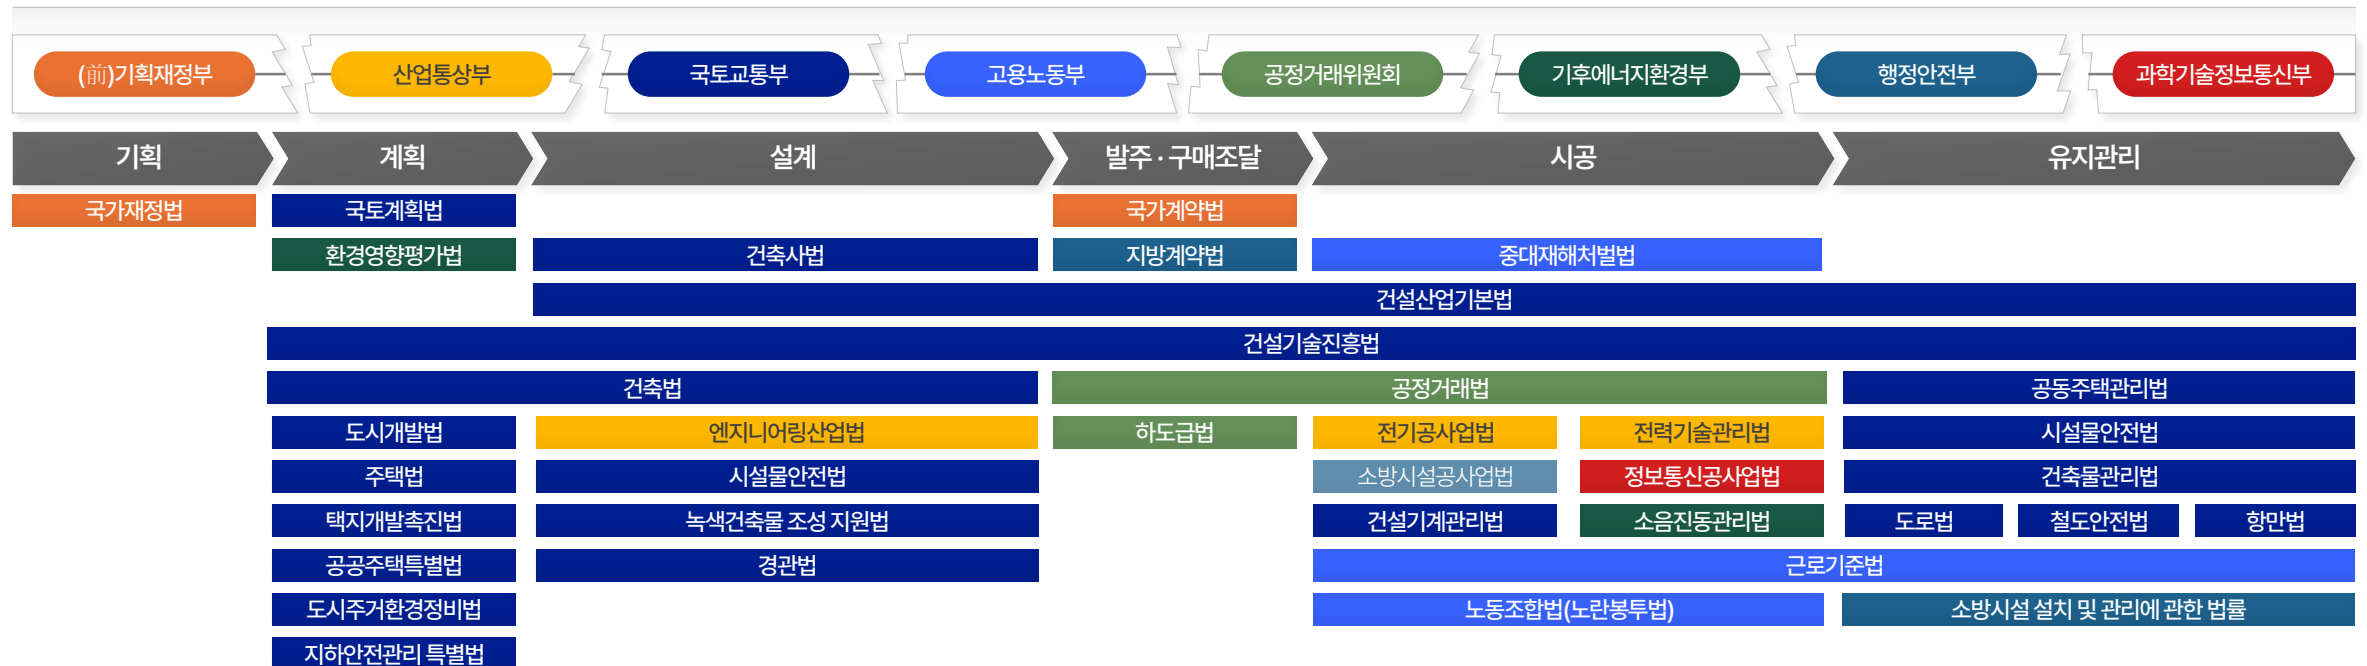 (前)기획재정부 산업통상부 국토교통부 고용노동부 공정거래위원회 기후에너지환경부 행정안전부 과학기술정보통신부
기획 계획 설계 발주·구매조달 시공 유지관리
국가재정법 국토계획법 국가계약법
환경영향평가법 건축사법 지방계약법 중대재해처벌법
건설산업기본법
건설기술진흥법
건축법 공정거래법 공동주택관리법
도시개발법 엔지니어링산업법 하도급법 전기공사업법 전력기술관리법 시설물안전법
주택법 시설물안전법 소방시설공사업법 정보통신공사업법 건축물관리법
택지개발촉진법 녹색건축물 조성 지원법 건설기계관리법 소음진동관리법 도로법 철도안전법 항만법
공공주택특별법 경관법 근로기준법
도시주거환경정비법 노동조합법(노란봉투법) 소방시설 설치 및 관리에 관한 법률
지하안전관리 특별법